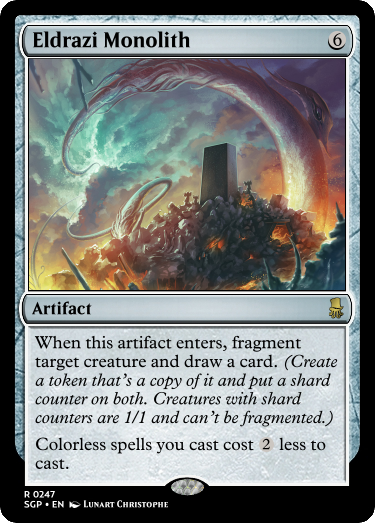 Eldrazi Monolith 6
Artifact
When this artifact enters, fragment
target creature and draw a card. (Create
a token that's a copy of it and put a shard
counter on both. Creatures with shard
counters are 1/1 and can't be fragmented.)
Colorless spells you cast cost 2 less to
cast.
R 0247
SGP • EN Lunart Christophe